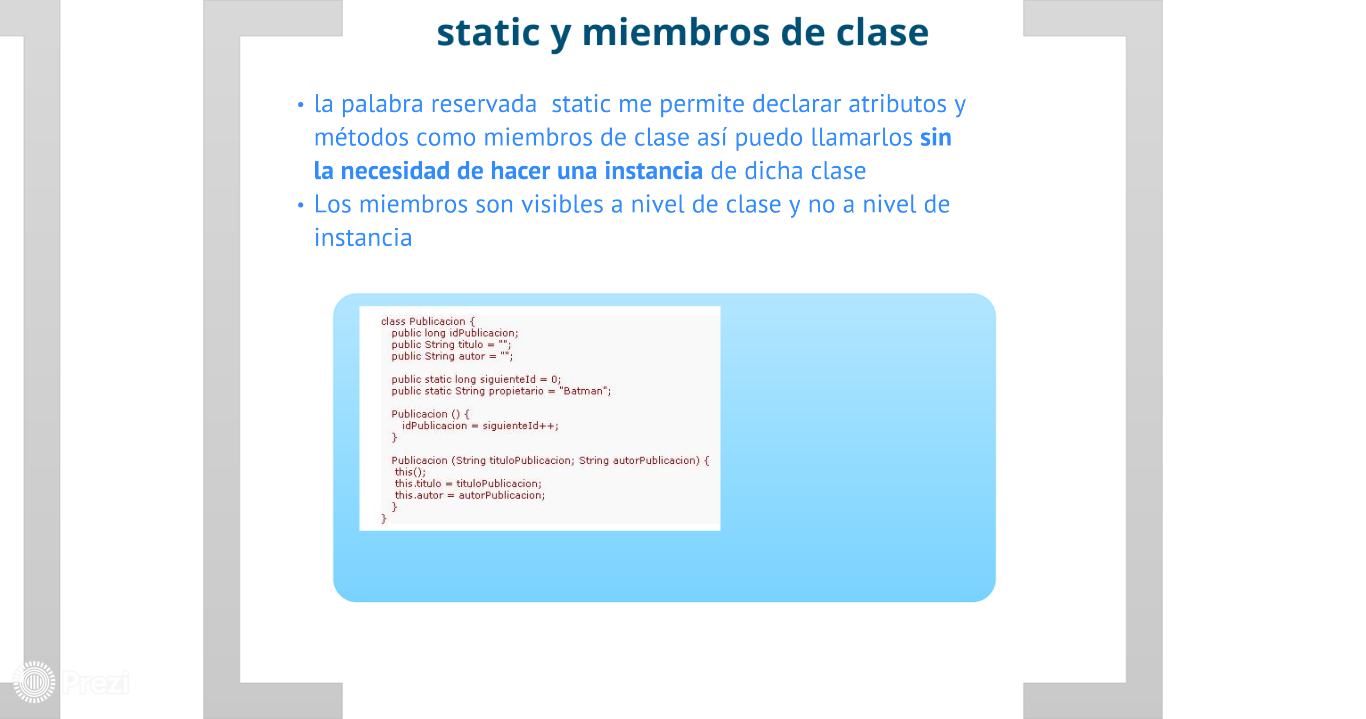 static y miembros de clase
• la palabra reservada  static me permite declarar atributos y
métodos como miembros de clase así puedo llamarlos sin
la necesidad de hacer una instancia de dicha clase
• Los miembros son visibles a nivel de clase y no a nivel de
instancia
class Publicacion {
public long idPublicacion;
public String titulo = "";
public String autor = "";
public static long siguienteId = 0;
public static String propietario = "Batman";
Publicacion () {
idPublicacion = siguienteId++;
}
Publicacion (String tituloPublicacion; String autorPublicacion) {
this();
this.titulo = tituloPublicacion;
this.autor = autorPublicacion;
}
}
Prezi